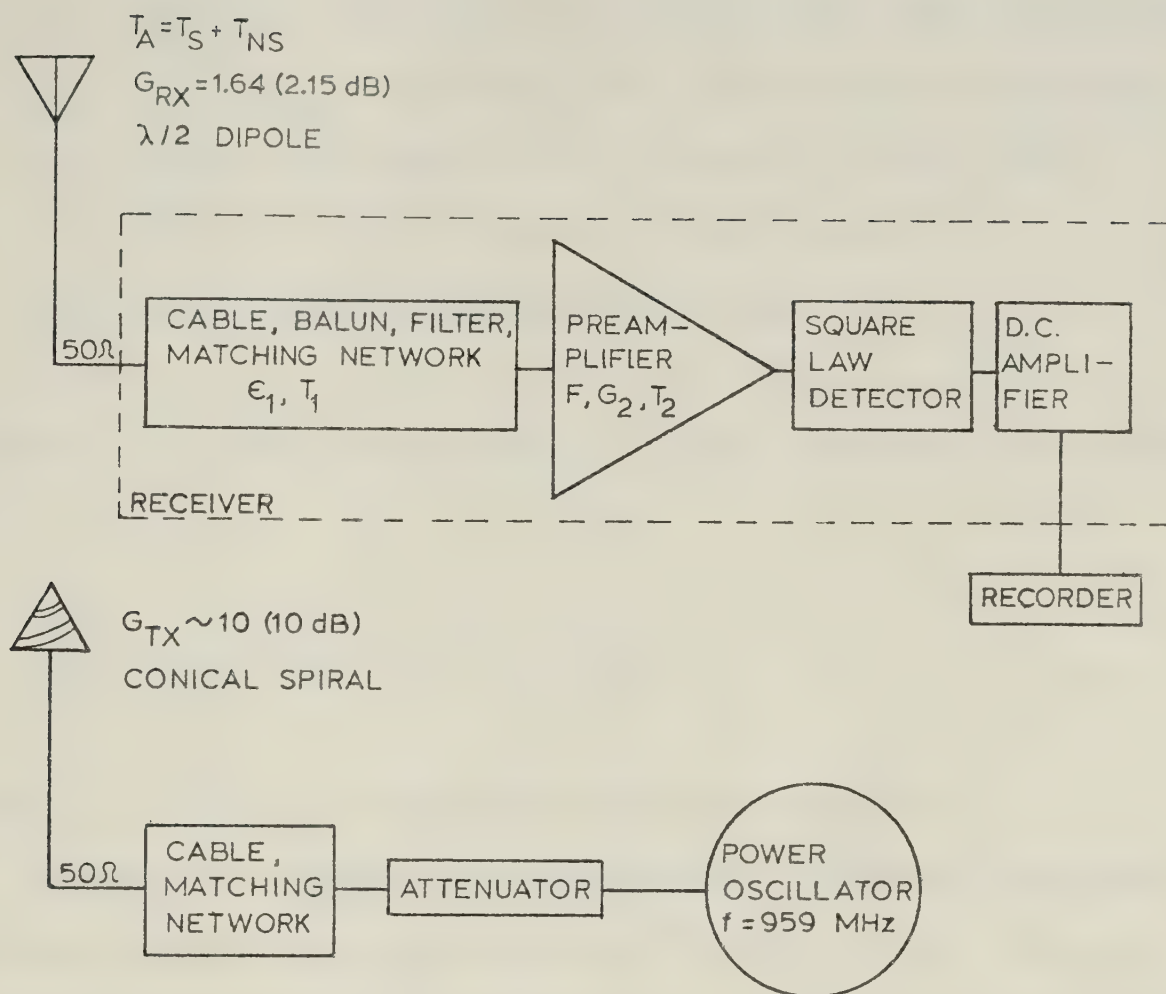 T_A = T_S + T_NS
G_RX = 1.64 (2.15 dB)
λ/2 DIPOLE
50Ω
CABLE, BALUN, FILTER,
MATCHING NETWORK
ϵ_1, T_1
PREAM-
PLIFIER
F, G_2, T_2
SQUARE
LAW
DETECTOR
D.C.
AMPLI-
FIER
RECEIVER
RECORDER
G_TX ~ 10 (10 dB)
CONICAL SPIRAL
50Ω
CABLE,
MATCHING
NETWORK
ATTENUATOR
POWER
OSCILLATOR
f = 959 MHz